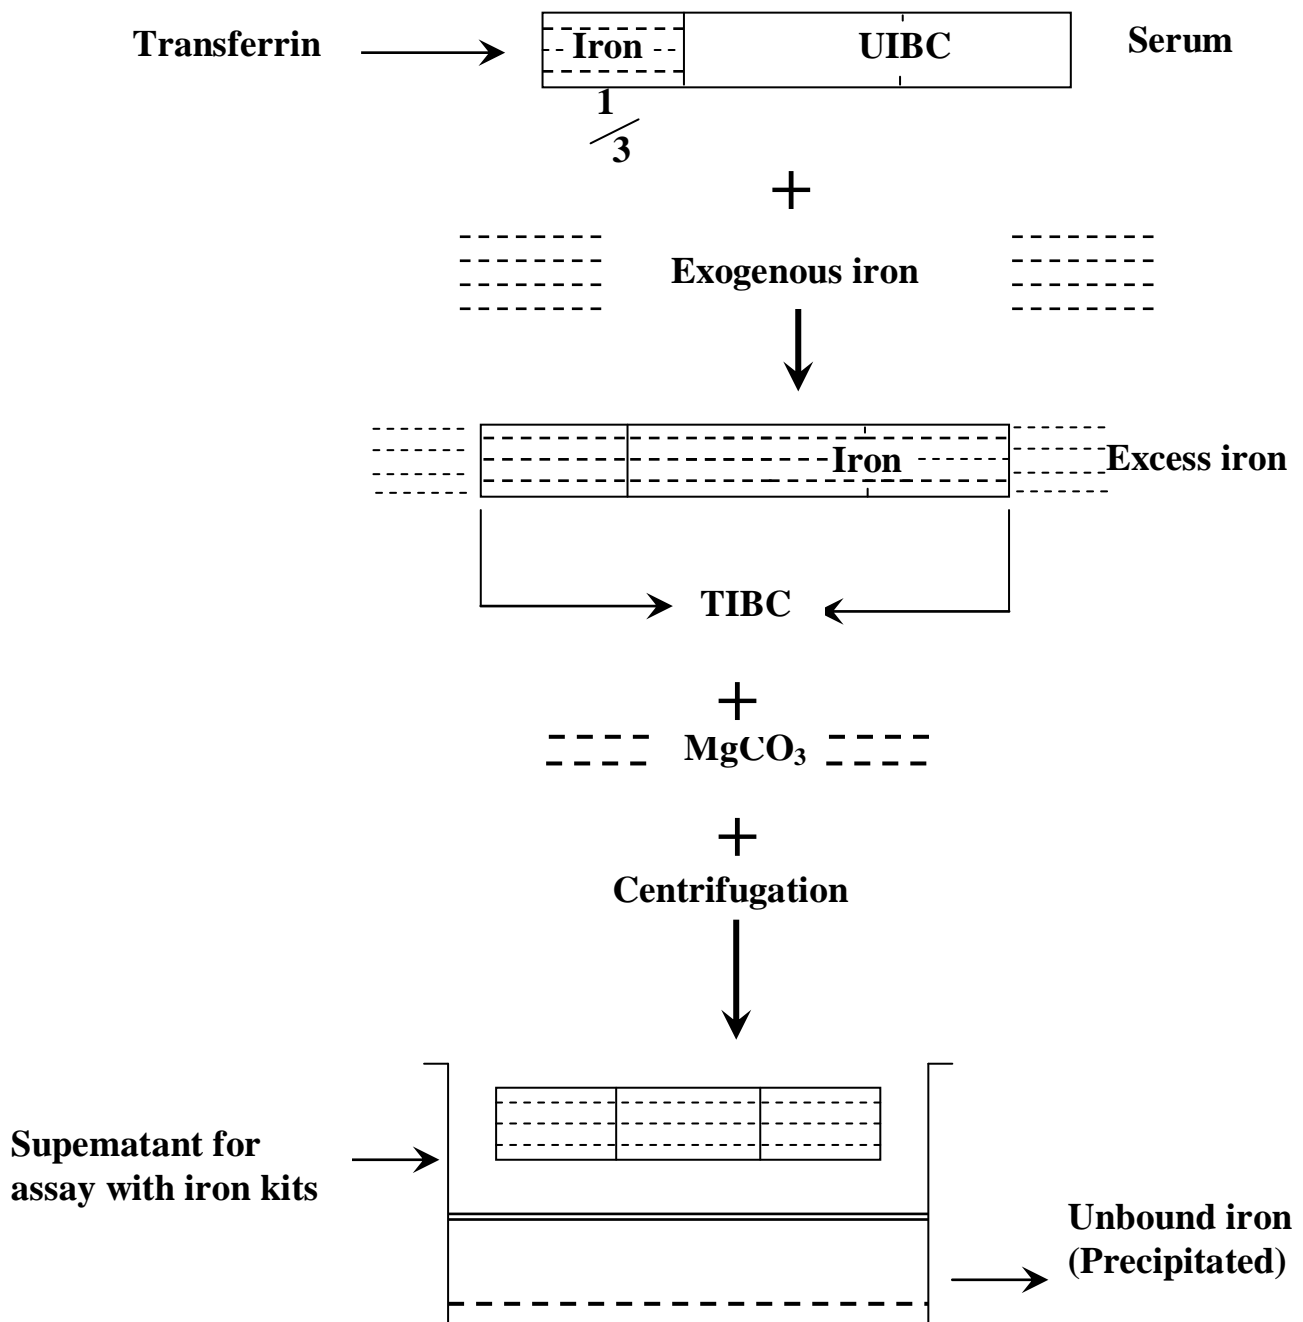 Transferrin
Iron
UIBC
Serum
1
3
+
Exogenous iron
Iron
Excess iron
TIBC
+
MgCO₃
+
Centrifugation
Supematant for
assay with iron kits
Unbound iron
(Precipitated)